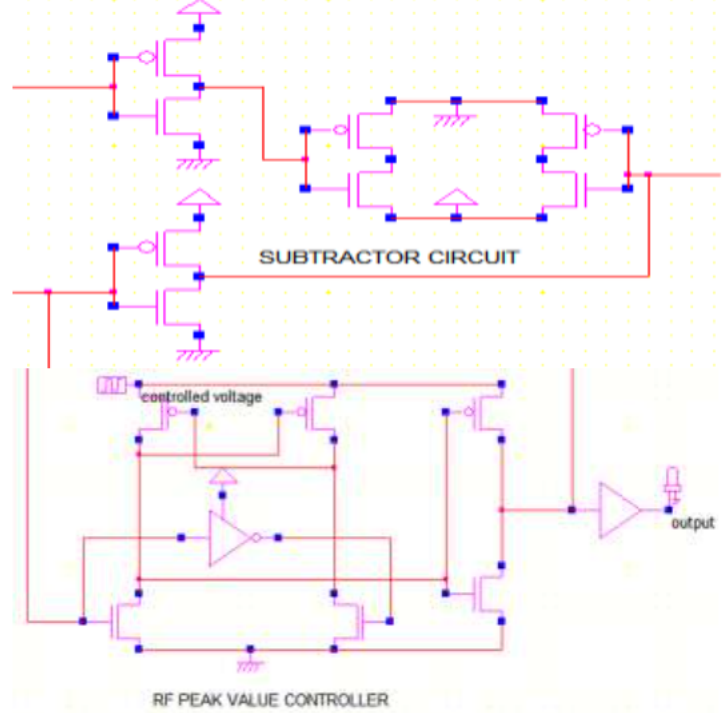 SUBTRACTOR CIRCUIT
controlled voltage
output
RF PEAK VALUE CONTROLLER